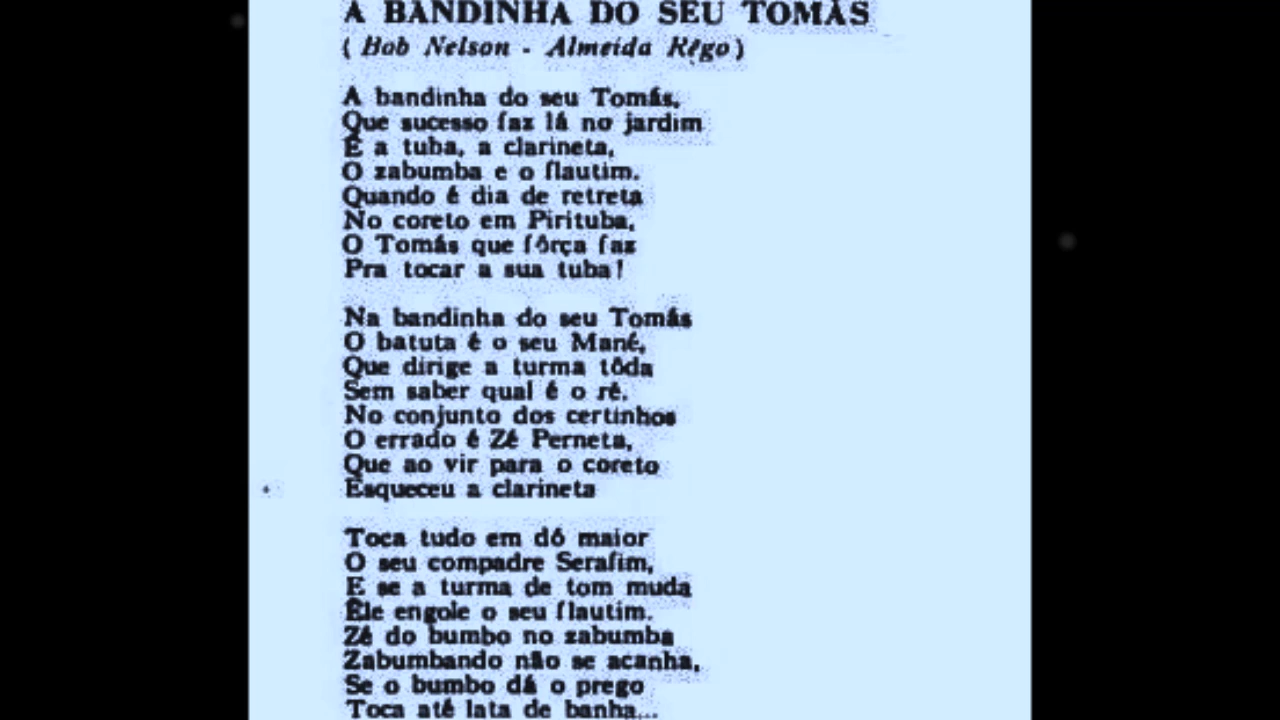 A BANDINHA DO SEU TOMÁS
(Bob Nelson - Almeida Rêgo)
A bandinha do seu Tomás,
Que sucesso faz lá no jardim
É a tuba, a clarineta,
O zabumba e o flautim.
Quando é dia de retreta
No coreto em Pirituba,
O Tomás que fôrça faz
Pra tocar a sua tuba!
Na bandinha do seu Tomás
O batuta é o seu Mané,
Que dirige a turma tôda
Sem saber qual é o ré.
No conjunto dos certinhos
O errado é Zé Perneta,
Que ao vir para o coreto
Esqueceu a clarineta
Toca tudo em dó maior
O seu compadre Serafim,
E se a turma de tom muda
Êle engole o seu flautim.
Zé do bumbo no zabumba
Zabumbando não se acanha,
Se o bumbo dá o prego
Toca até lata de banha...